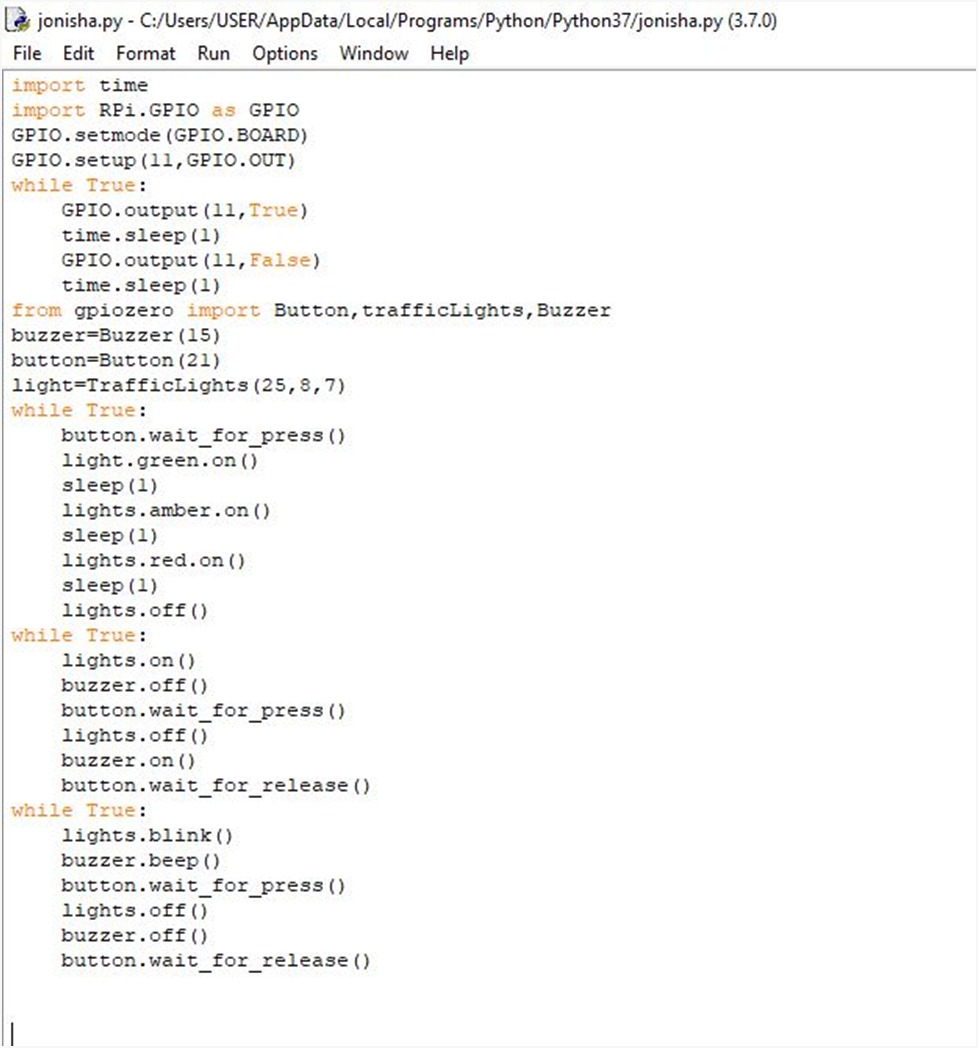 jonisha.py - C:/Users/USER/AppData/Local/Programs/Python/Python37/jonisha.py (3.7.0)
File Edit Format Run Options Window Help
import time
import RPi.GPIO as GPIO
GPIO.setmode(GPIO.BOARD)
GPIO.setup(11,GPIO.OUT)
while True:
    GPIO.output(11,True)
    time.sleep(1)
    GPIO.output(11,False)
    time.sleep(1)
from gpiozero import Button,trafficLights,Buzzer
buzzer=Buzzer(15)
button=Button(21)
light=TrafficLights(25,8,7)
while True:
    button.wait_for_press()
    light.green.on()
    sleep(1)
    lights.amber.on()
    sleep(1)
    lights.red.on()
    sleep(1)
    lights.off()
while True:
    lights.on()
    buzzer.off()
    button.wait_for_press()
    lights.off()
    buzzer.on()
    button.wait_for_release()
while True:
    lights.blink()
    buzzer.beep()
    button.wait_for_press()
    lights.off()
    buzzer.off()
    button.wait_for_release()